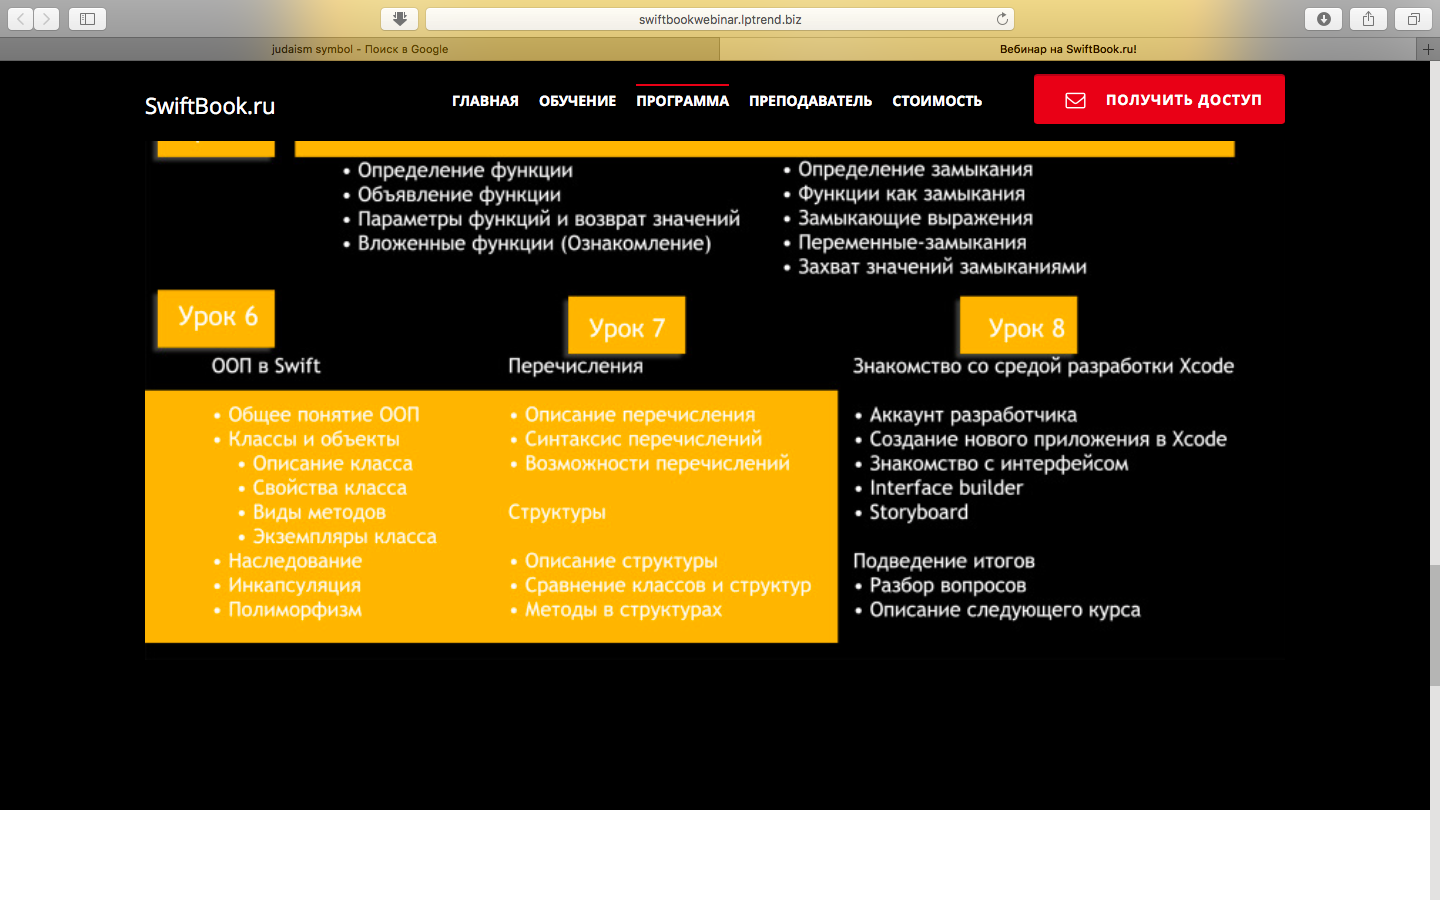 swiftbookwebinar.lptrend.biz
judaism symbol - Поиск в Google
Вебинар на SwiftBook.ru!
SwiftBook.ru
ГЛАВНАЯ
ОБУЧЕНИЕ
ПРОГРАММА
ПРЕПОДАВАТЕЛЬ
СТОИМОСТЬ
ПОЛУЧИТЬ ДОСТУП
• Определение функции
• Объявление функции
• Параметры функций и возврат значений
• Вложенные функции (Ознакомление)
• Определение замыкания
• Функции как замыкания
• Замыкающие выражения
• Переменные-замыкания
• Захват значений замыканиями
Урок 6
ООП в Swift
• Общее понятие ООП
• Классы и объекты
• Описание класса
• Свойства класса
• Виды методов
• Экземпляры класса
• Наследование
• Инкапсуляция
• Полиморфизм
Урок 7
Перечисления
• Описание перечисления
• Синтаксис перечислений
• Возможности перечислений
Структуры
• Описание структуры
• Сравнение классов и структур
• Методы в структурах
Урок 8
Знакомство со средой разработки Xcode
• Аккаунт разработчика
• Создание нового приложения в Xcode
• Знакомство с интерфейсом
• Interface builder
• Storyboard
Подведение итогов
• Разбор вопросов
• Описание следующего курса